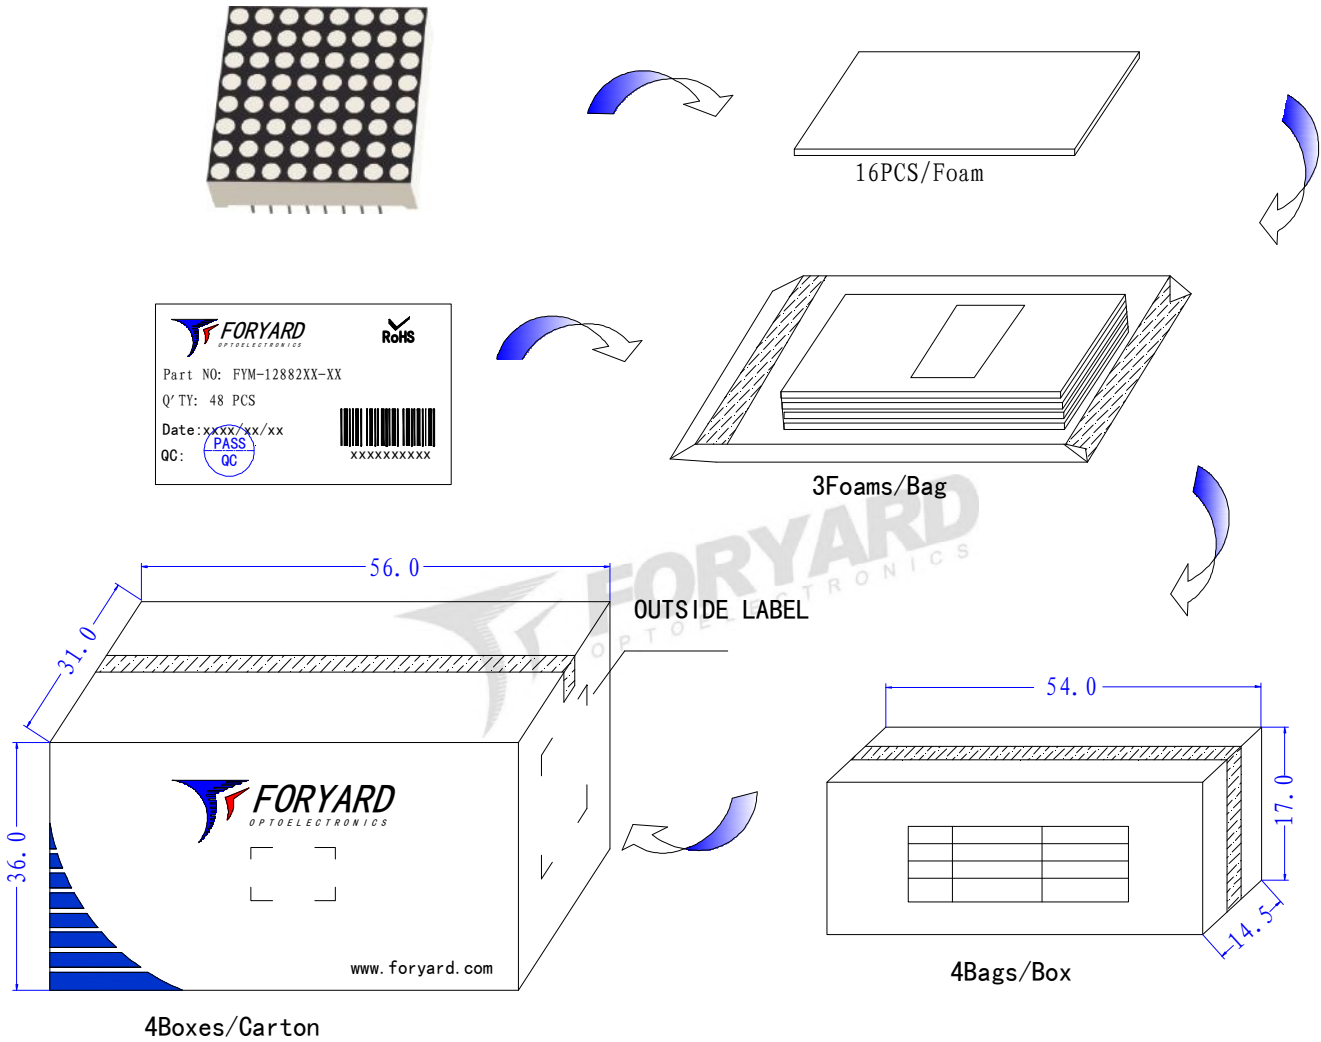 16PCS/Foam
FORYARD
OPTOELECTRONICS
RoHS
Part NO: FYM-12882XX-XX
Q'TY: 48 PCS
Date:xxxx/xx/xx
QC:
PASS
QC
xxxxxxxxxx
3Foams/Bag
FORYARD
OPTOELECTRONICS
56.0
31.0
36.0
OUTSIDE LABEL
FORYARD
OPTOELECTRONICS
www.foryard.com
4Boxes/Carton
54.0
17.0
14.5
4Bags/Box